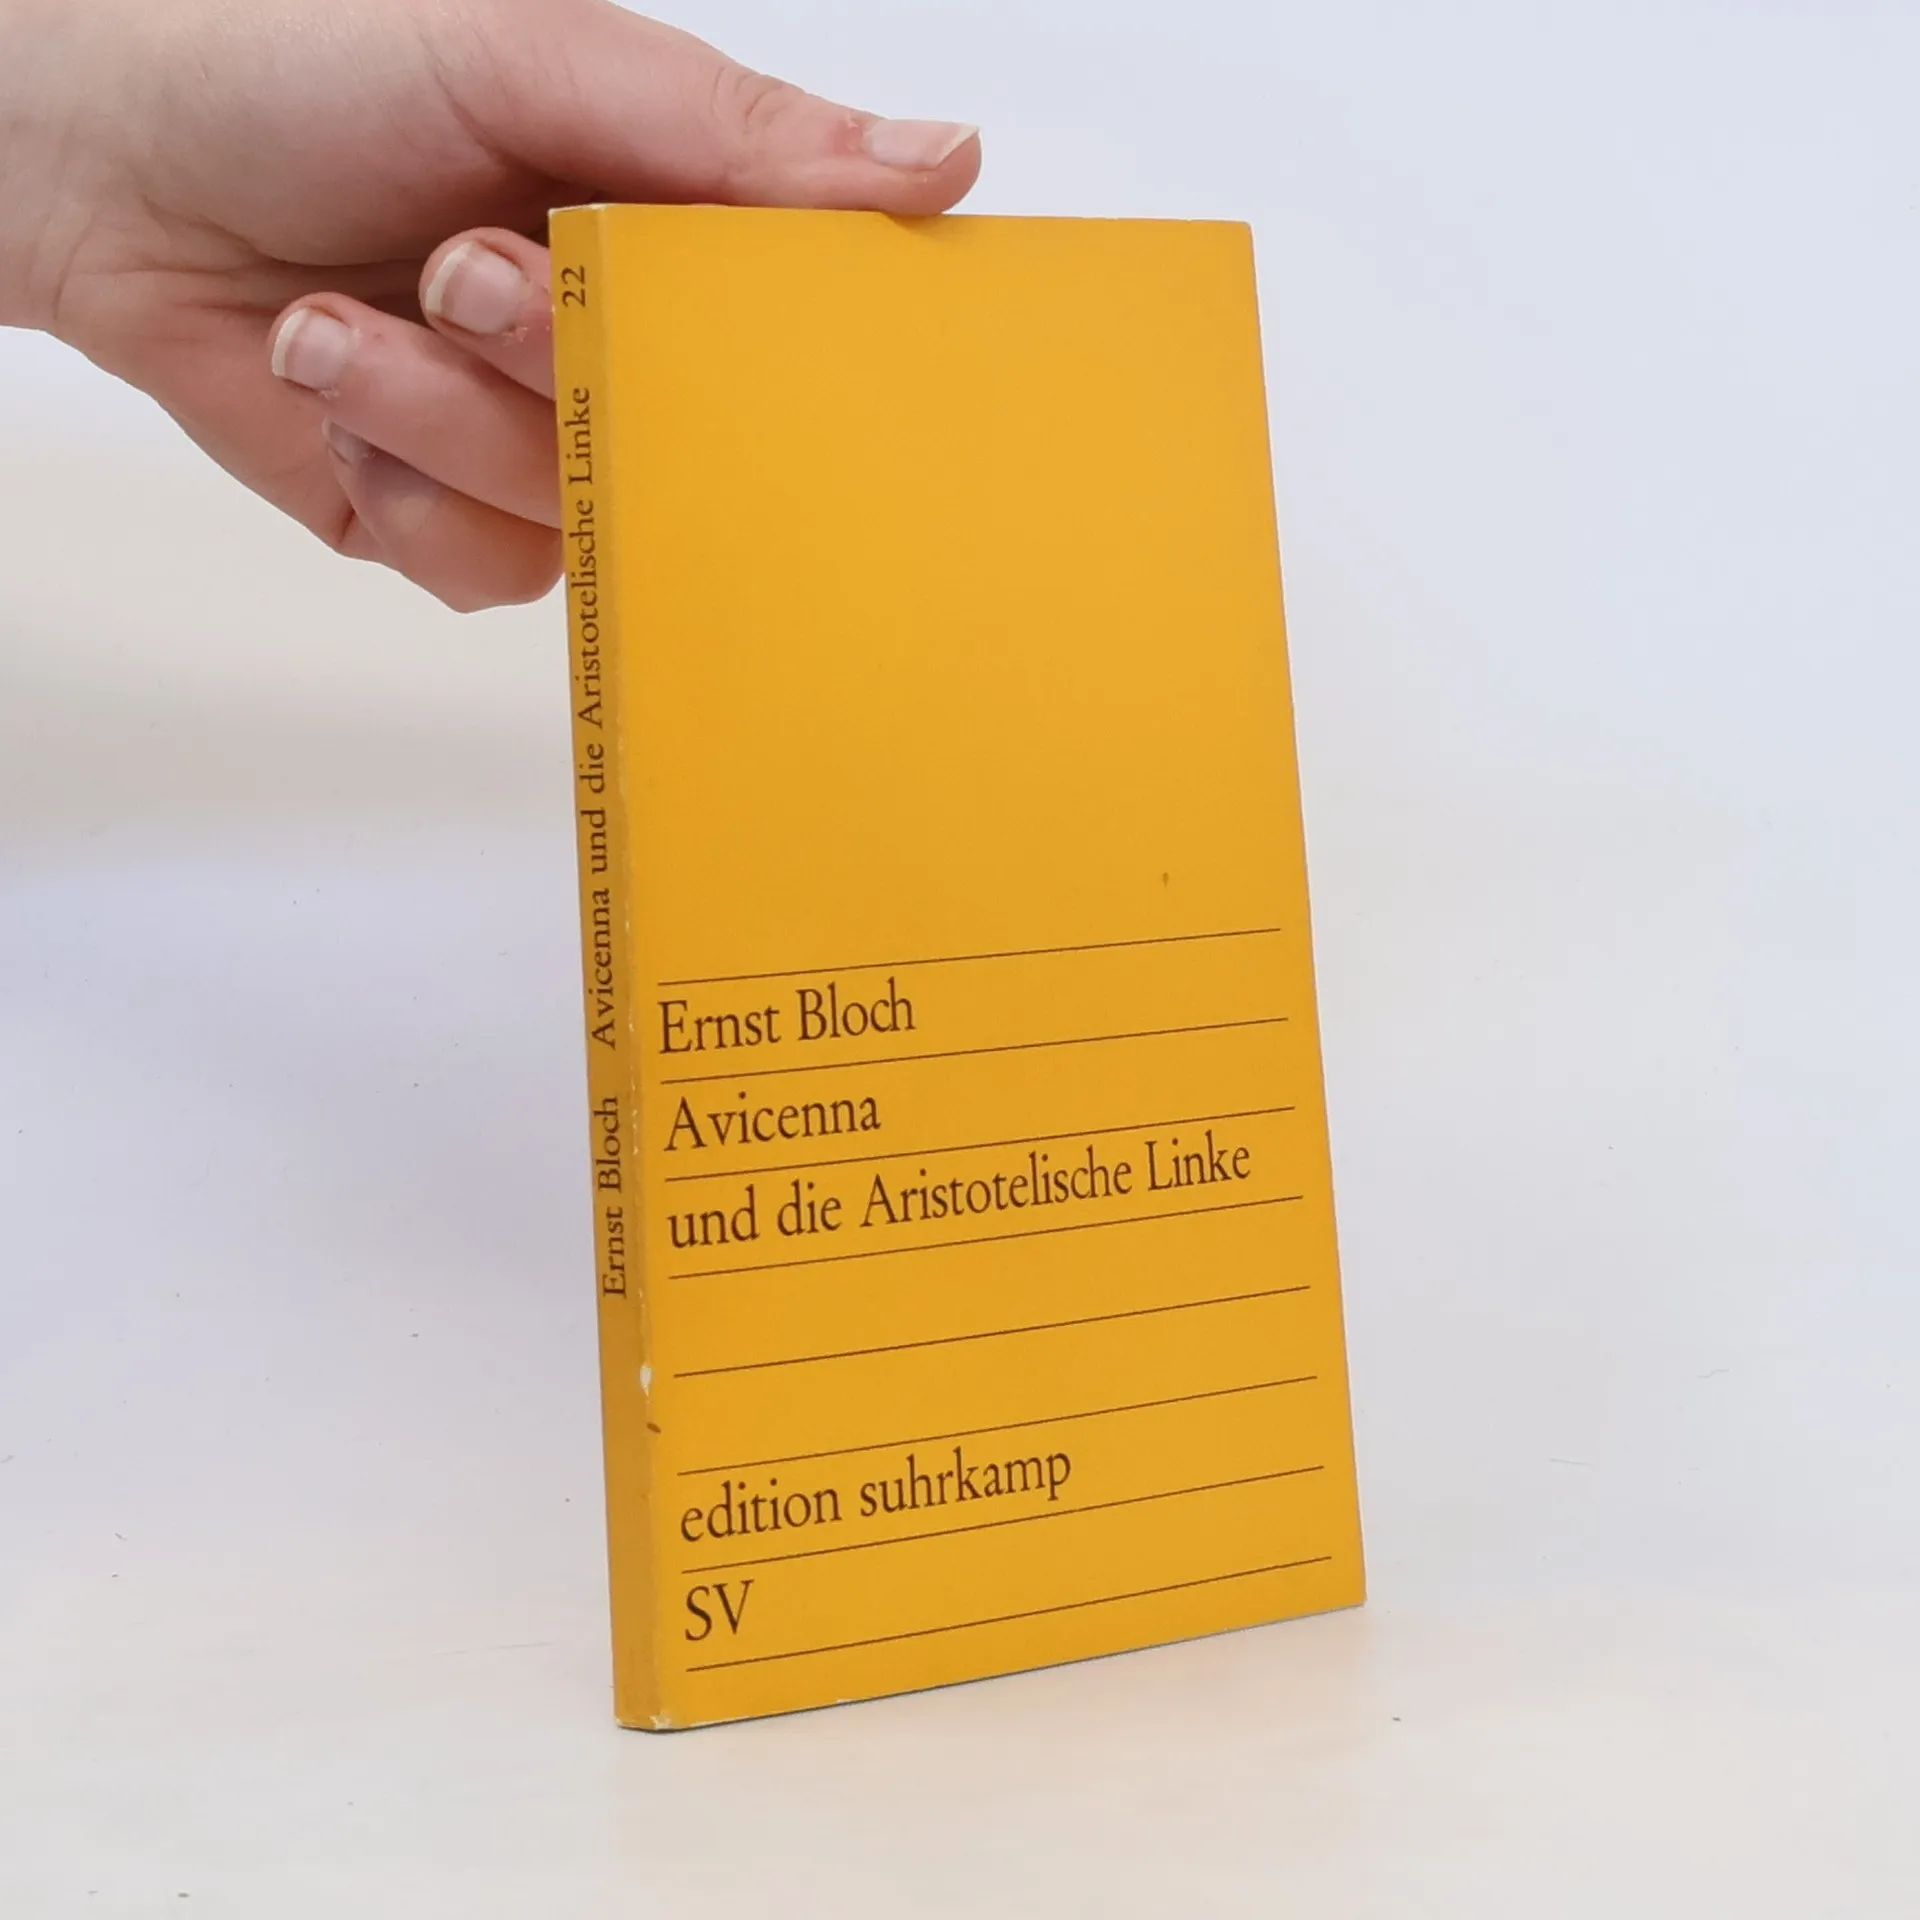 Ernst Bloch Avicenna und die Aristotelische Linke 22
Ernst Bloch
Avicenna
und die Aristotelische Linke
edition suhrkamp
SV